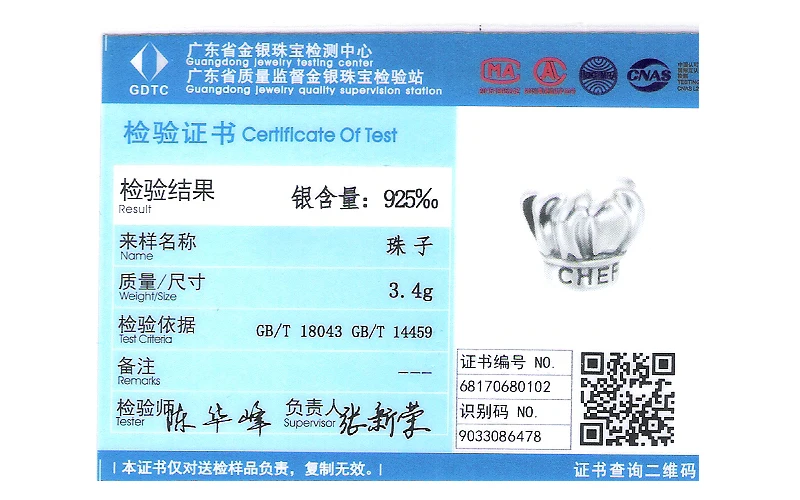 广东省金银珠宝检测中心
Guangdong jewelry testing center
广东省质量监督金银珠宝检验站
Guangdong jewelry quality supervision station
GDTC
MA
CNAS
检验证书 Certificate Of Test
检验结果
Result
银含量：925‰
来样名称
Name
珠子
质量/尺寸
Weight/Size
3.4g
检验依据
Test Criteria
GB/T 18043 GB/T 14459
备注
Remarks
---
检验师
Tester
陈华峰
负责人
Supervisor
张新荣
CHEF
证书编号 NO.
68170680102
识别码 NO.
9033086478
本证书仅对送检样品负责，复制无效。
证书查询二维码